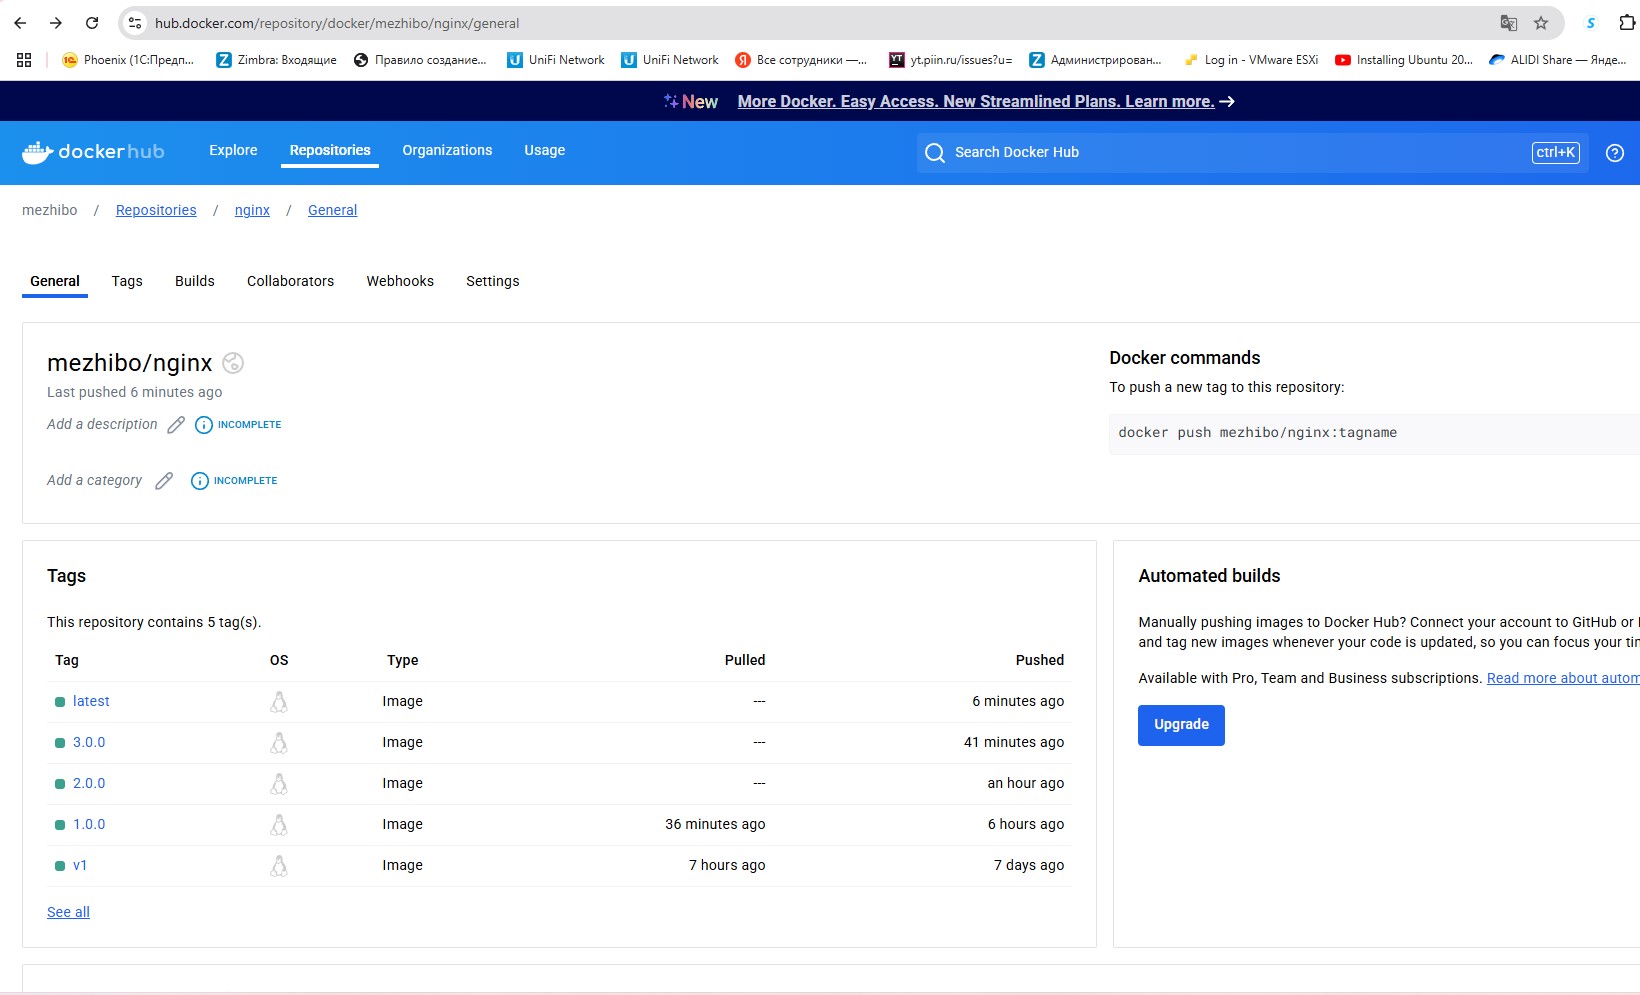 hub.docker.com/repository/docker/mezhibo/nginx/general
Phoenix (1С:Предп... Zimbra: Входящие Правило создание... UniFi Network UniFi Network Все сотрудники —... yt.piin.ru/issues?u= Администрирован... Log in - VMware ESXi Installing Ubuntu 20... ALIDI Share — Янде...
New More Docker. Easy Access. New Streamlined Plans. Learn more.
docker hub Explore Repositories Organizations Usage Search Docker Hub ctrl+K
mezhibo / Repositories / nginx / General
General Tags Builds Collaborators Webhooks Settings
mezhibo/nginx
Last pushed 6 minutes ago
Add a description INCOMPLETE
Add a category INCOMPLETE
Docker commands
To push a new tag to this repository:
docker push mezhibo/nginx:tagname
Tags
This repository contains 5 tag(s).
Tag OS Type Pulled Pushed
latest Image --- 6 minutes ago
3.0.0 Image --- 41 minutes ago
2.0.0 Image --- an hour ago
1.0.0 Image 36 minutes ago 6 hours ago
v1 Image 7 hours ago 7 days ago
See all
Automated builds
Manually pushing images to Docker Hub? Connect your account to GitHub or
and tag new images whenever your code is updated, so you can focus your
Available with Pro, Team and Business subscriptions. Read more about autom
Upgrade